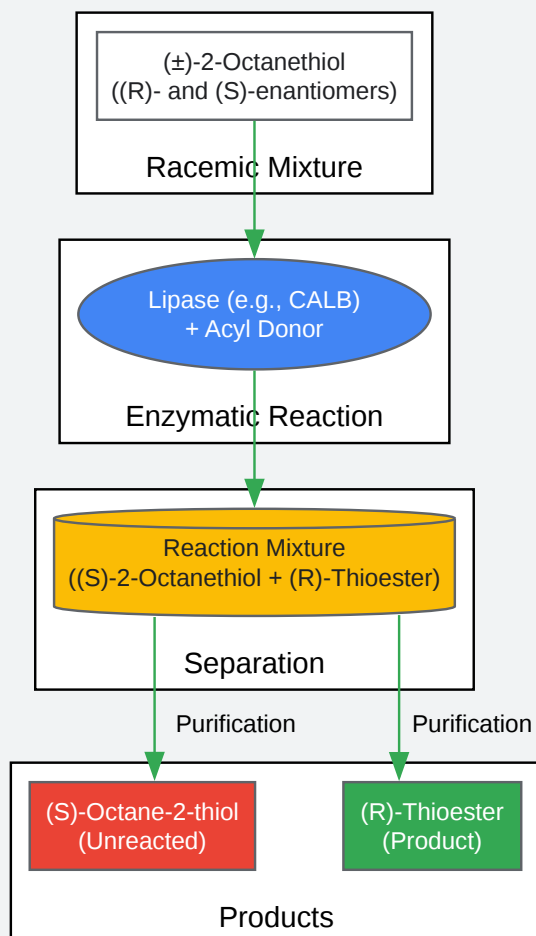 (±)-2-Octanethiol
((R)- and (S)-enantiomers)
Racemic Mixture
Lipase (e.g., CALB)
+ Acyl Donor
Enzymatic Reaction
Reaction Mixture
((S)-2-Octanethiol + (R)-Thioester)
Separation
Purification
Purification
(S)-Octane-2-thiol
(Unreacted)
(R)-Thioester
(Product)
Products